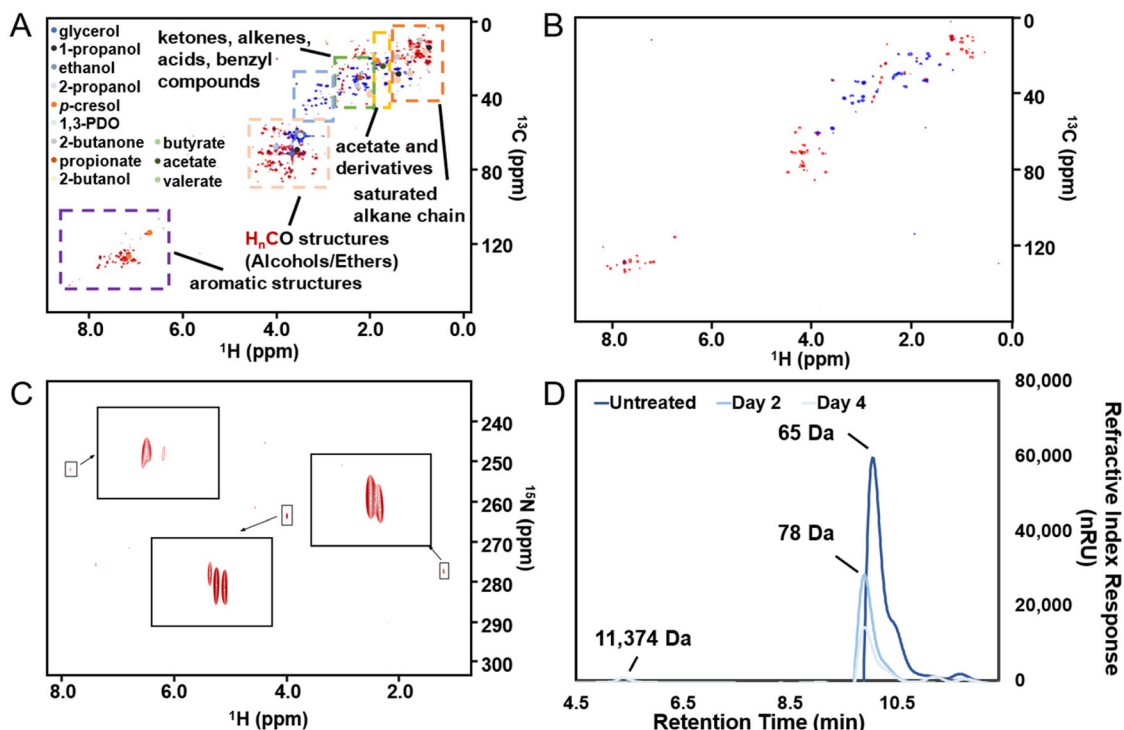 A
glycerol
1-propanol
ethanol
2-propanol
p-cresol
1,3-PDO
2-butanone
propionate
2-butanol
butyrate
acetate
valerate
ketones, alkenes,
acids, benzyl
compounds
acetate and
derivatives
saturated
alkane chain
HnCO structures
(Alcohols/Ethers)
aromatic structures
0
40
80
120
13C (ppm)
8.0 6.0 4.0 2.0 0.0
1H (ppm)
B
0
40
80
120
13C (ppm)
8.0 6.0 4.0 2.0 0.0
1H (ppm)
C
240
250
260
270
280
290
300
15N (ppm)
8.0 6.0 4.0 2.0
1H (ppm)
D
Untreated Day 2 Day 4
65 Da
78 Da
11,374 Da
80,000
60,000
40,000
20,000
0
Refractive Index Response
(nRU)
4.5 6.5 8.5 10.5
Retention Time (min)